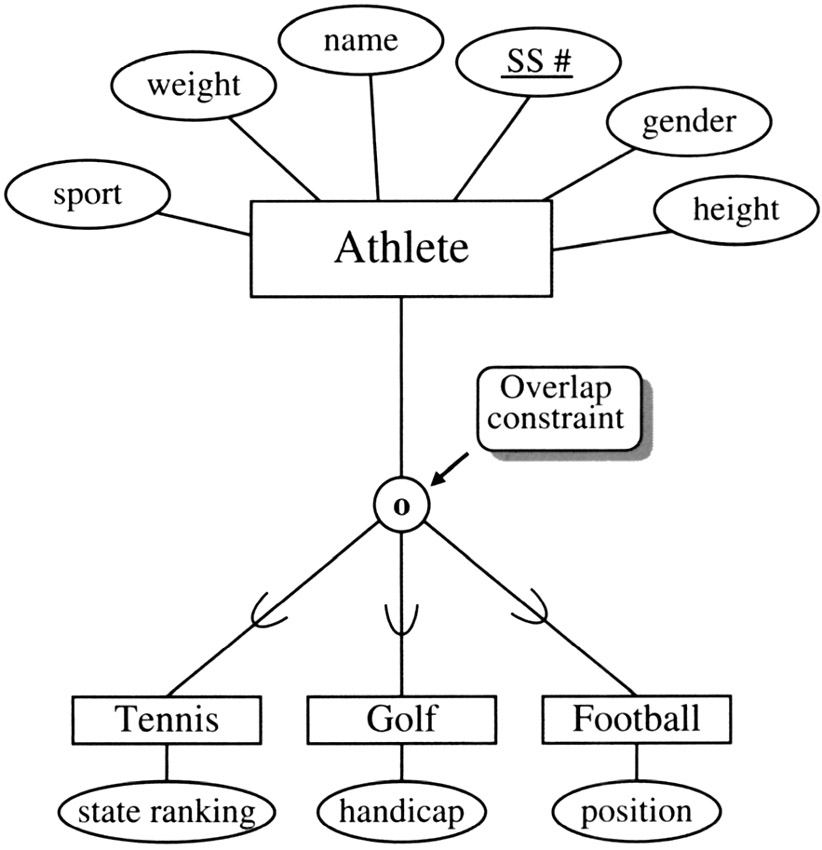 name
SS #
weight
gender
sport
height
Athlete
Overlap
constraint
o
Tennis
Golf
Football
state ranking
handicap
position